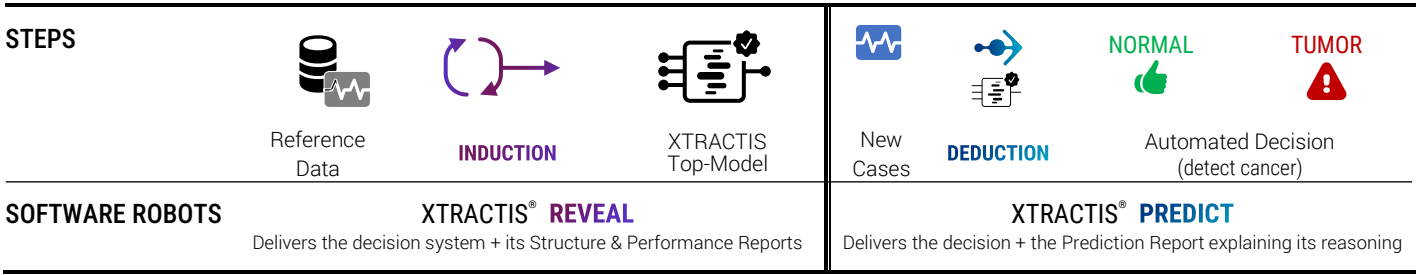 STEPS
NORMAL
TUMOR
Reference
Data
INDUCTION
XTRACTIS
Top-Model
New
Cases
DEDUCTION
Automated Decision
(detect cancer)
SOFTWARE ROBOTS
XTRACTIS® REVEAL
Delivers the decision system + its Structure & Performance Reports
XTRACTIS® PREDICT
Delivers the decision + the Prediction Report explaining its reasoning